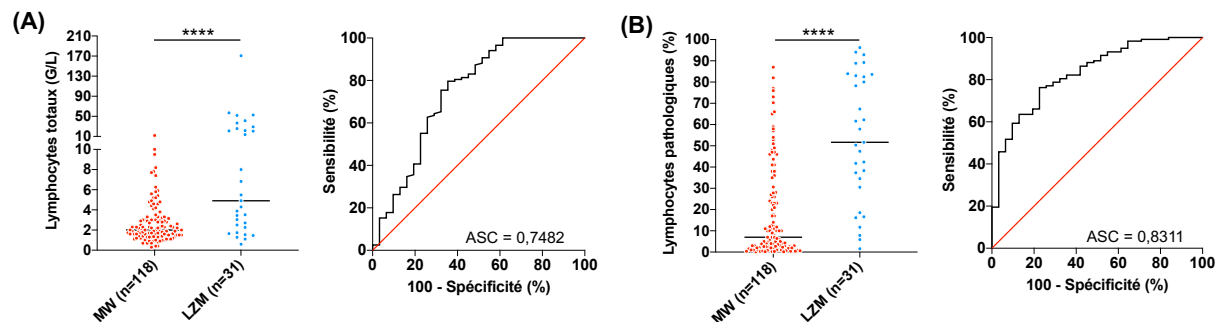 (A)
Lymphocytes totaux (G/L)
210
170
130
90
50
10
10
8
6
4
2
0
****
MW (n=118)
LZM (n=31)
Sensibilité (%)
100
80
60
40
20
0
0 20 40 60 80 100
100 - Spécificité (%)
ASC = 0,7482
(B)
Lymphocytes pathologiques (%)
100
90
80
70
60
50
40
30
20
10
0
****
MW (n=118)
LZM (n=31)
Sensibilité (%)
100
80
60
40
20
0
0 20 40 60 80 100
100 - Spécificité (%)
ASC = 0,8311